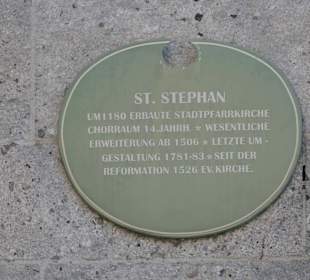 ST. STEPHAN
UM 1180 ERBAUTE STADTPFARRKIRCHE
CHORRAUM 14.JAHRH. * WESENTLICHE
ERWEITERUNG AB 1506 * LETZTE UM-
GESTALTUNG 1781-83 * SEIT DER
REFORMATION 1526 EV. KIRCHE.